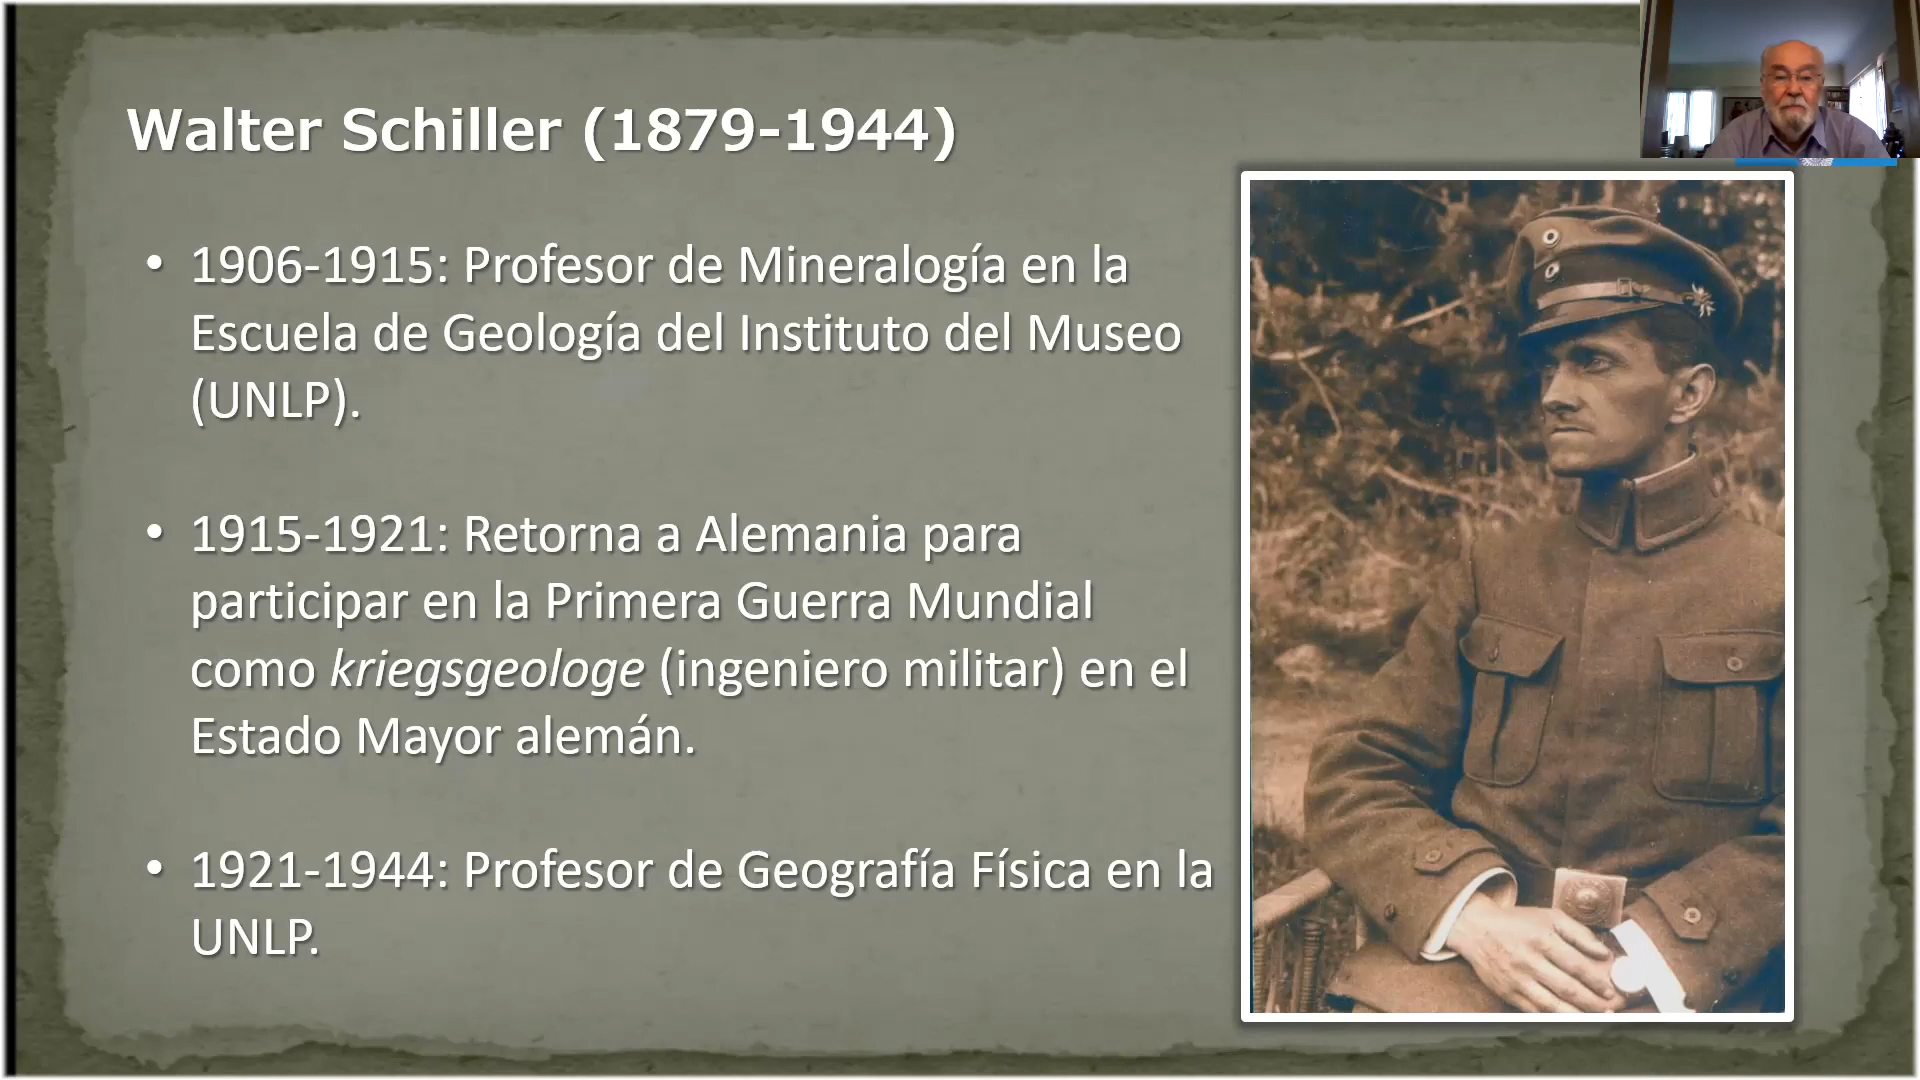 Walter Schiller (1879-1944)
• 1906-1915: Profesor de Mineralogía en la
Escuela de Geología del Instituto del Museo
(UNLP).
• 1915-1921: Retorna a Alemania para
participar en la Primera Guerra Mundial
como kriegsgeologe (ingeniero militar) en el
Estado Mayor alemán.
• 1921-1944: Profesor de Geografía Física en la
UNLP.